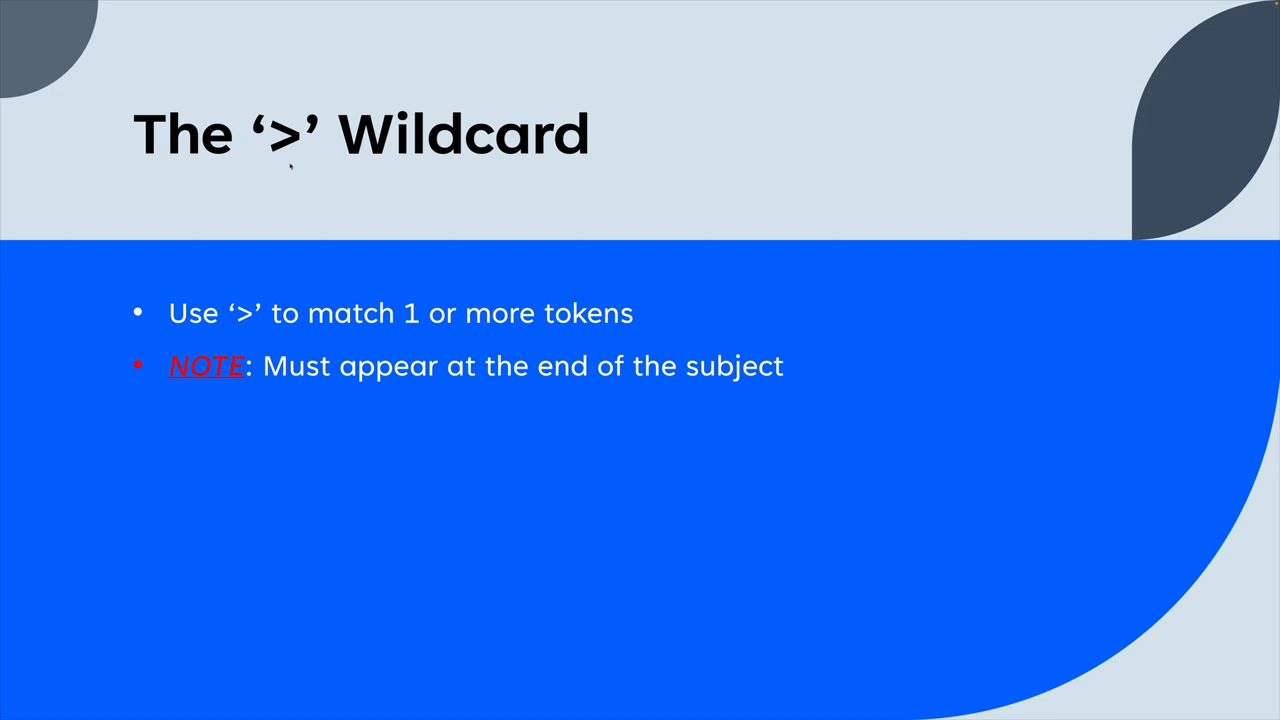 The ‘>’ Wildcard
• Use ‘>’ to match 1 or more tokens
• NOTE: Must appear at the end of the subject